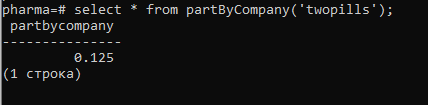 pharma=# select * from partByCompany('twopills');
partbycompany
---------------
0.125
(1 строка)